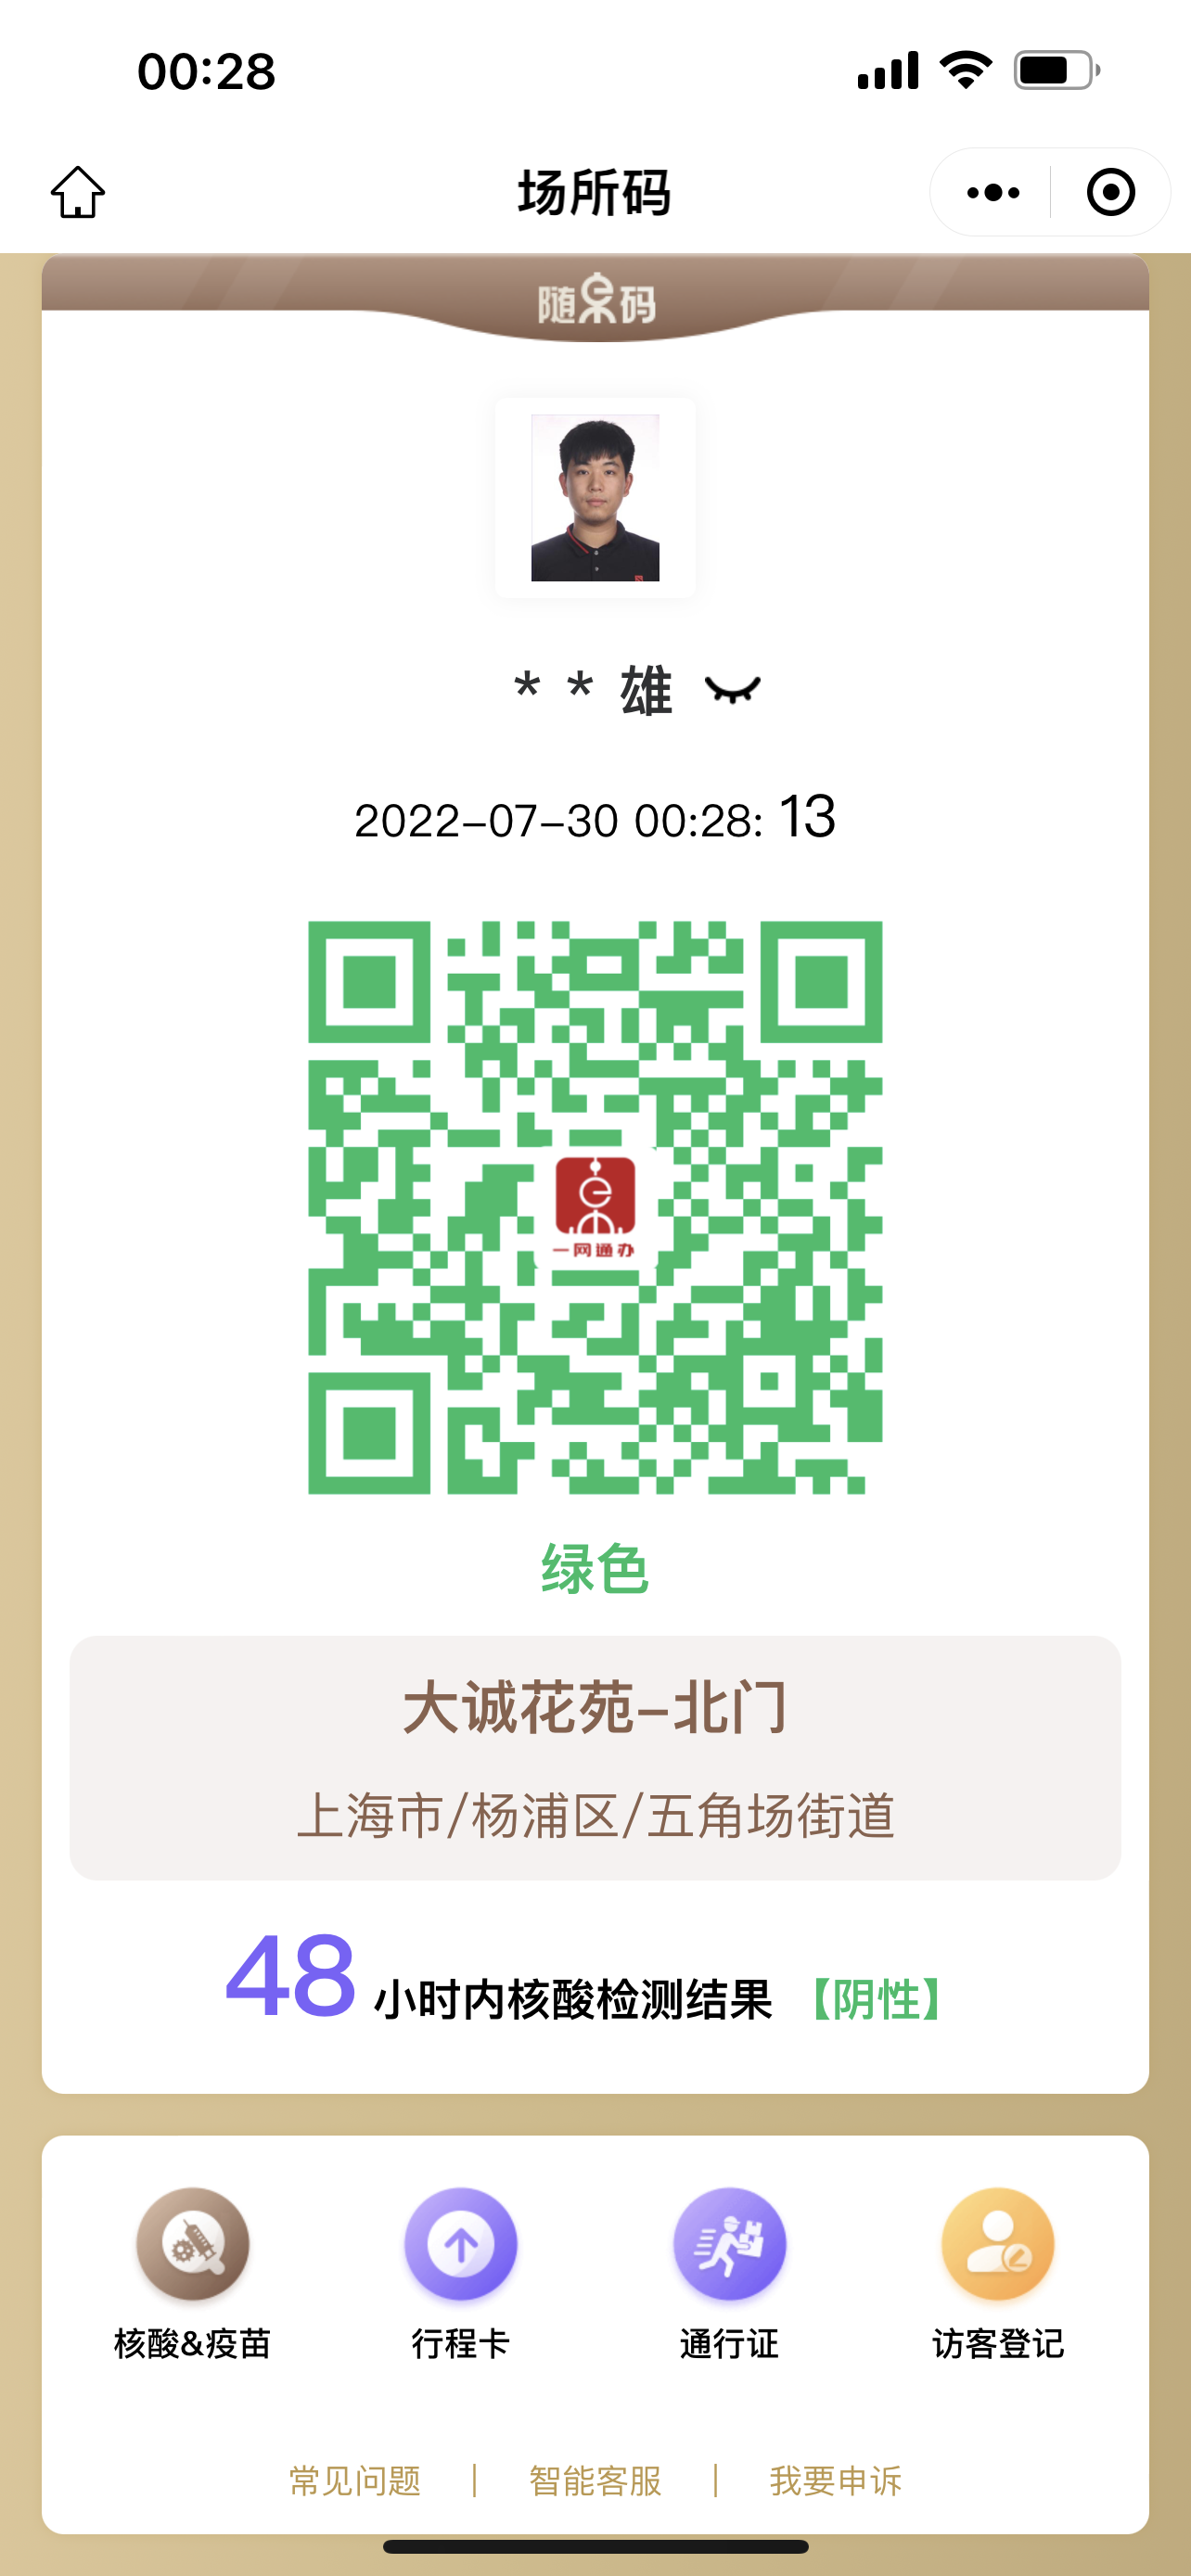 00:28
场所码
随申码
**雄
2022-07-30 00:28: 13
一网通办
绿色
大诚花苑-北门
上海市/杨浦区/五角场街道
48 小时内核酸检测结果 【阴性】
核酸&疫苗 行程卡 通行证 访客登记
常见问题 | 智能客服 | 我要申诉